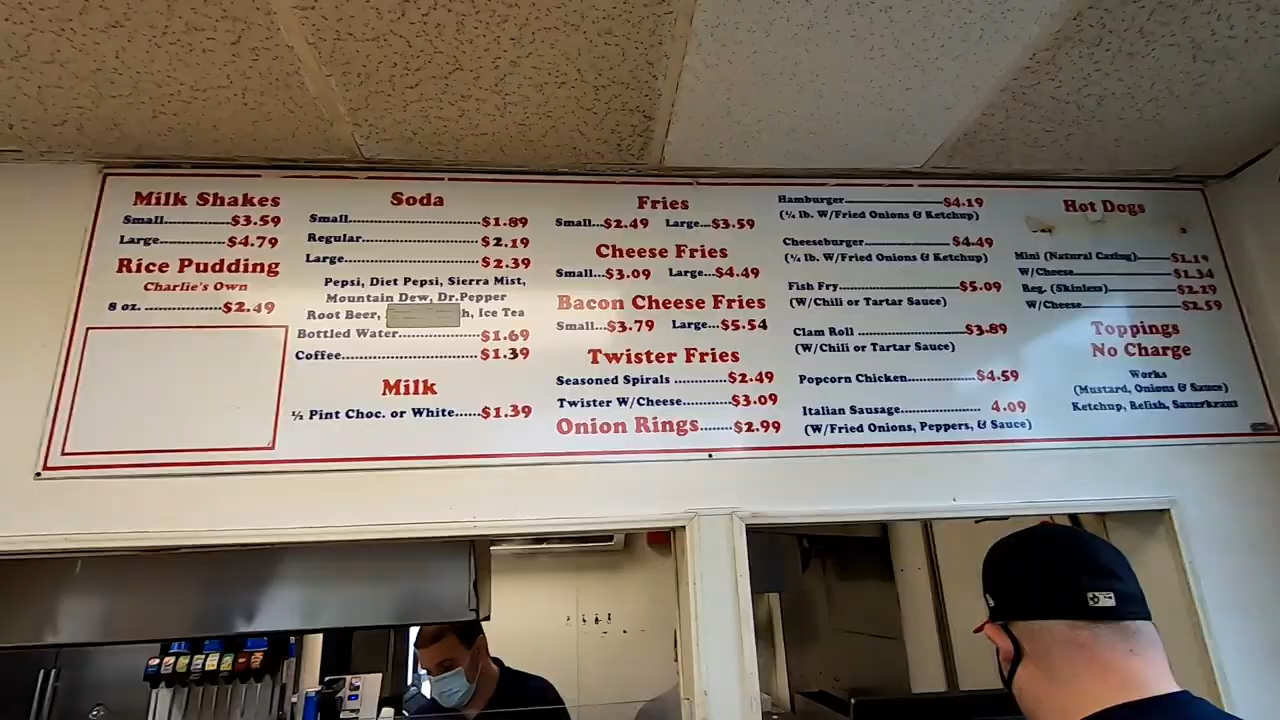 Milk Shakes
Small..............$3.59
Large..............$4.79
Rice Pudding
Charlie's Own
8 oz. ..............$2.49
Soda
Small..............................$1.89
Regular...........................$2.19
Large..............................$2.39
Pepsi, Diet Pepsi, Sierra Mist,
Mountain Dew, Dr.Pepper
Root Beer, h, Ice Tea
Bottled Water...................$1.69
Coffee..............................$1.39
Milk
½ Pint Choc. or White......$1.39
Fries
Small...$2.49 Large...$3.59
Cheese Fries
Small...$3.09 Large...$4.49
Bacon Cheese Fries
Small...$3.79 Large...$5.54
Twister Fries
Seasoned Spirals ............$2.49
Twister W/Cheese...........$3.09
Onion Rings........$2.99
Hamburger......................$4.19
(¼ lb. W/Fried Onions & Ketchup)
Cheeseburger...................$4.49
(¼ lb. W/Fried Onions & Ketchup)
Fish Fry...........................$5.09
(W/Chili or Tartar Sauce)
Clam Roll ........................$3.89
(W/Chili or Tartar Sauce)
Popcorn Chicken...............$4.59
Italian Sausage.................. 4.09
(W/Fried Onions, Peppers, & Sauce)
Hot Dogs
Mini (Natural Casing)........
W/Cheese.........................$1.34
Reg. (Skinless)..................$2.29
W/Cheese.........................$2.59
Toppings
No Charge
Works
(Mustard, Onions & Sauce)
Ketchup, Relish, Sauerkraut